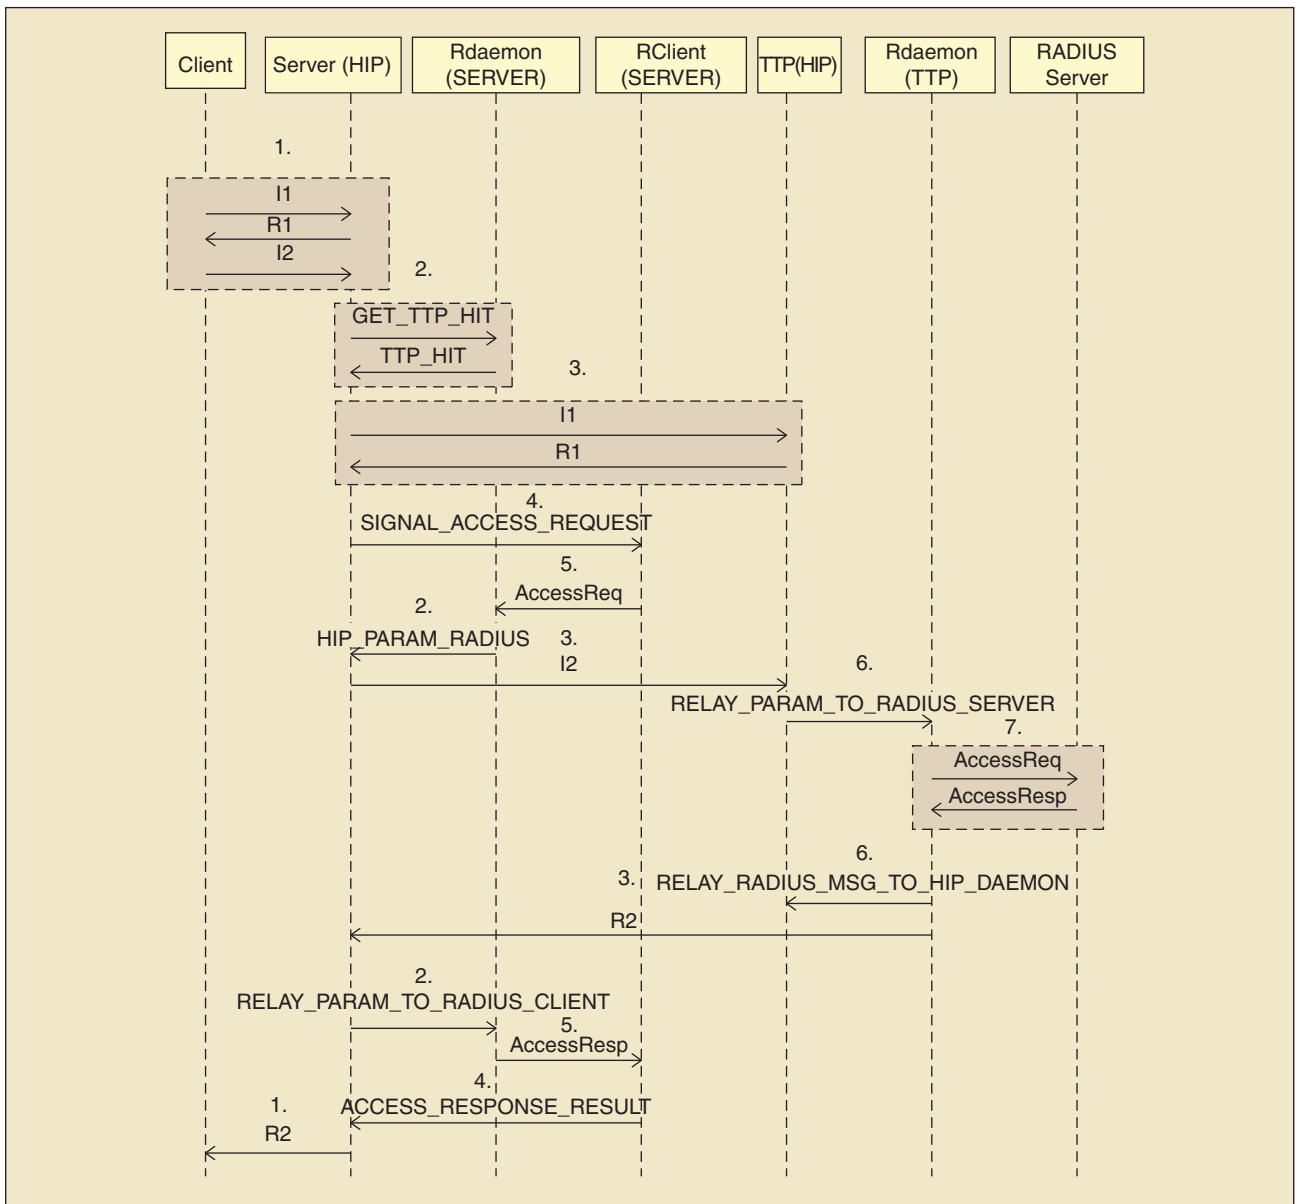 Client
Server (HIP)
Rdaemon
(SERVER)
RClient
(SERVER)
TTP(HIP)
Rdaemon
(TTP)
RADIUS
Server
1.
I1
R1
I2
2.
GET_TTP_HIT
TTP_HIT
3.
I1
R1
4.
SIGNAL_ACCESS_REQUEST
5.
AccessReq
2.
HIP_PARAM_RADIUS
3.
I2
6.
RELAY_PARAM_TO_RADIUS_SERVER
7.
AccessReq
AccessResp
6.
3.
RELAY_RADIUS_MSG_TO_HIP_DAEMON
R2
2.
RELAY_PARAM_TO_RADIUS_CLIENT
5.
AccessResp
4.
1.
ACCESS_RESPONSE_RESULT
R2